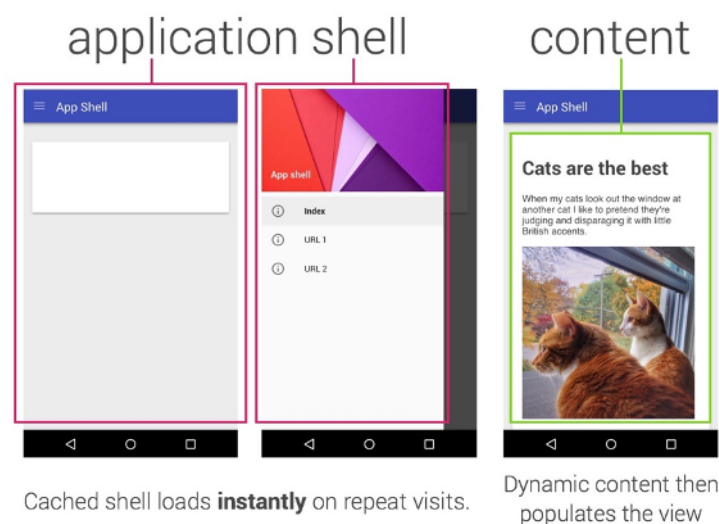 application shell
content
App Shell
App shell
Index
URL 1
URL 2
App Shell
Cats are the best
When my cats look out the window at
another cat I like to pretend they're
judging and disparaging it with little
British accents.
Cached shell loads instantly on repeat visits.
Dynamic content then
populates the view